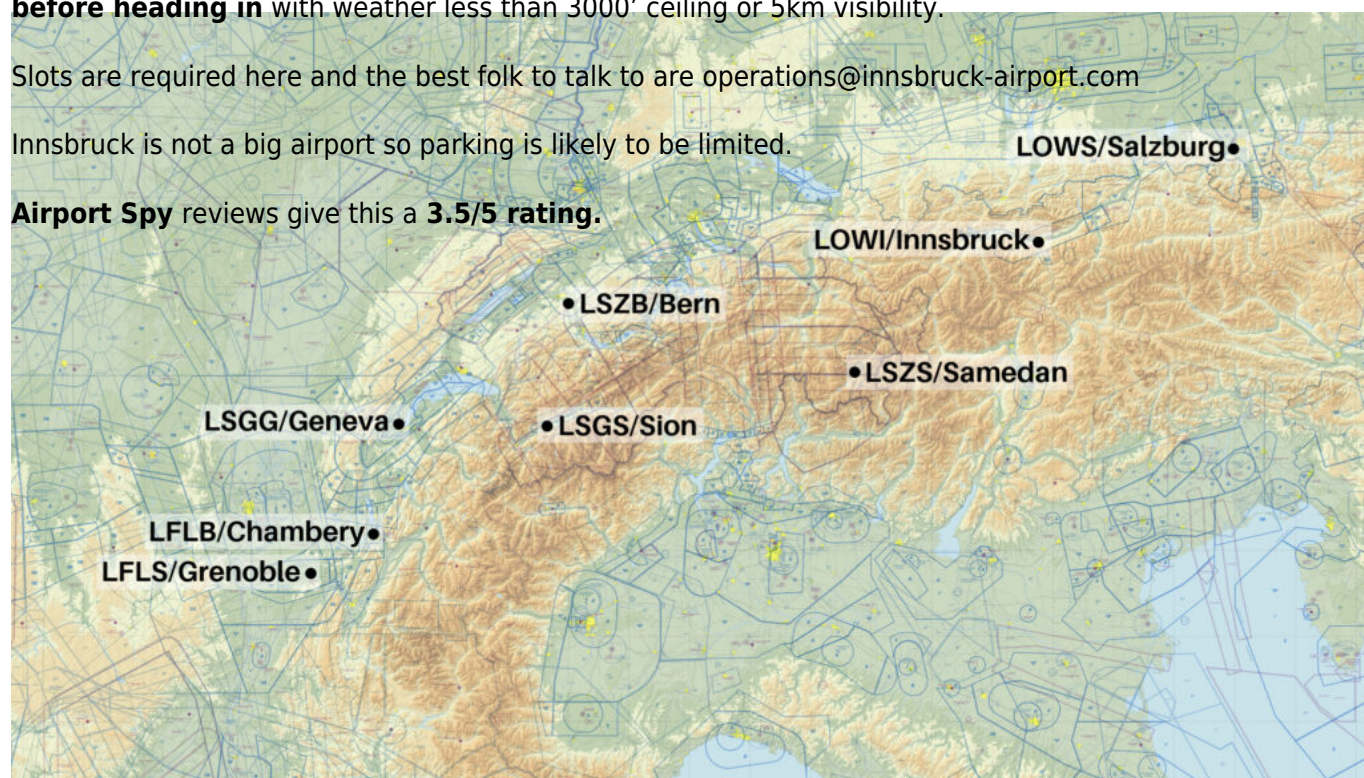 before heading in with weather less than 3000’ ceiling or 5km visibility.
Slots are required here and the best folk to talk to are operations@innsbruck-airport.com
Innsbruck is not a big airport so parking is likely to be limited.
Airport Spy reviews give this a 3.5/5 rating.
LOWS/Salzburg
LOWI/Innsbruck
LSZB/Bern
LSZS/Samedan
LSGG/Geneva
LSGS/Sion
LFLB/Chambery
LFLS/Grenoble